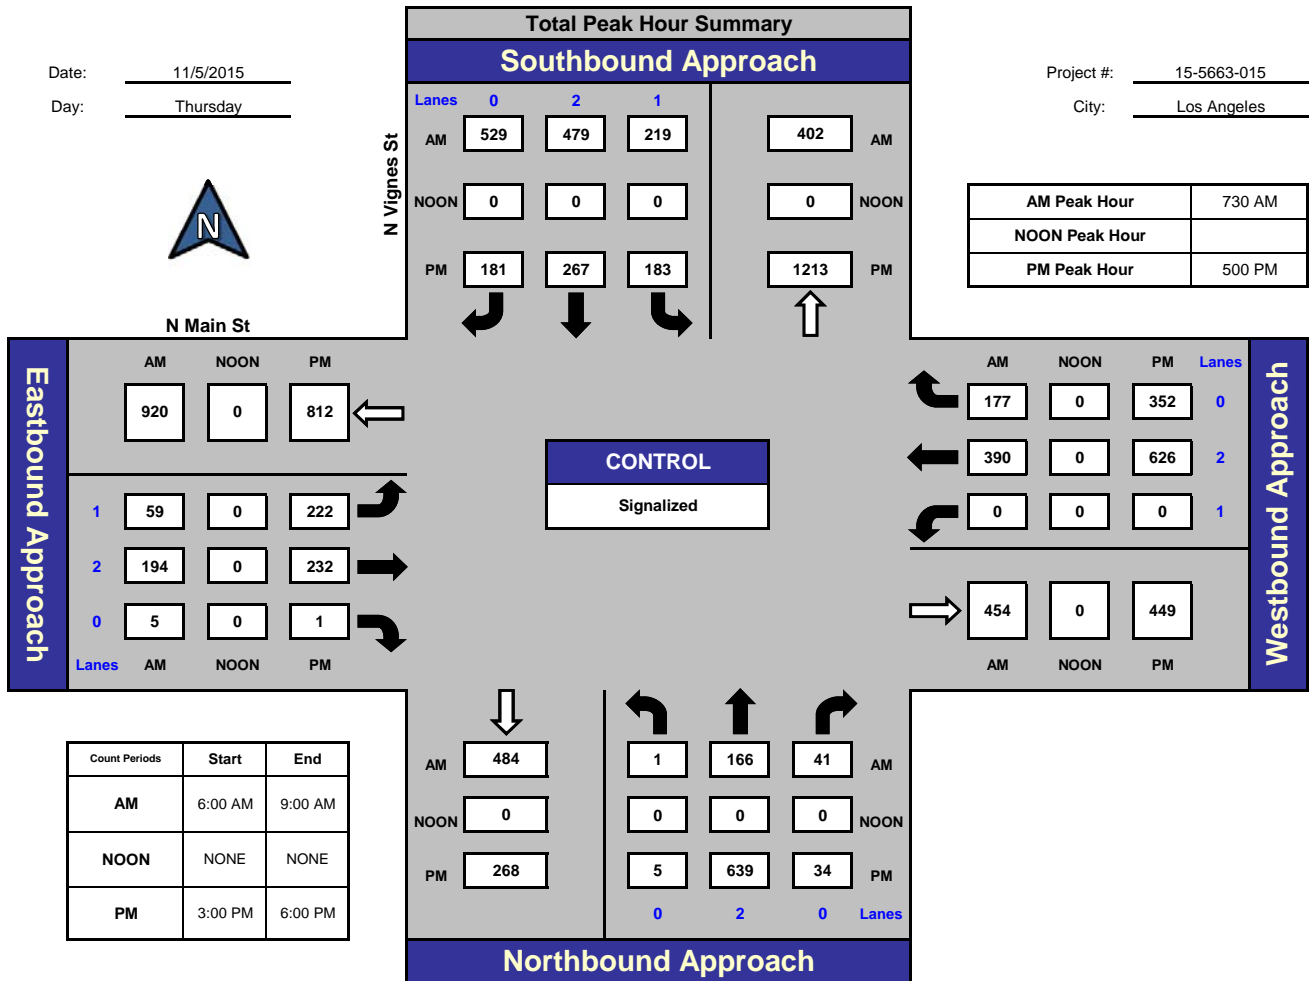 Total Peak Hour Summary
Southbound Approach
Date: 11/5/2015
Day: Thursday
Project #: 15-5663-015
City: Los Angeles
N
N Vignes St
Lanes 0 2 1
AM 529 479 219 402 AM
NOON 0 0 0 0 NOON
PM 181 267 183 1213 PM
AM Peak Hour 730 AM
NOON Peak Hour
PM Peak Hour 500 PM
N Main St
Eastbound Approach
AM NOON PM
920 0 812
1 59 0 222
2 194 0 232
0 5 0 1
Lanes AM NOON PM
CONTROL
Signalized
AM NOON PM Lanes
177 0 352 0
390 0 626 2
0 0 0 1
454 0 449
AM NOON PM
Westbound Approach
Count Periods Start End
AM 6:00 AM 9:00 AM
NOON NONE NONE
PM 3:00 PM 6:00 PM
AM 484 1 166 41 AM
NOON 0 0 0 0 NOON
PM 268 5 639 34 PM
0 2 0 Lanes
Northbound Approach